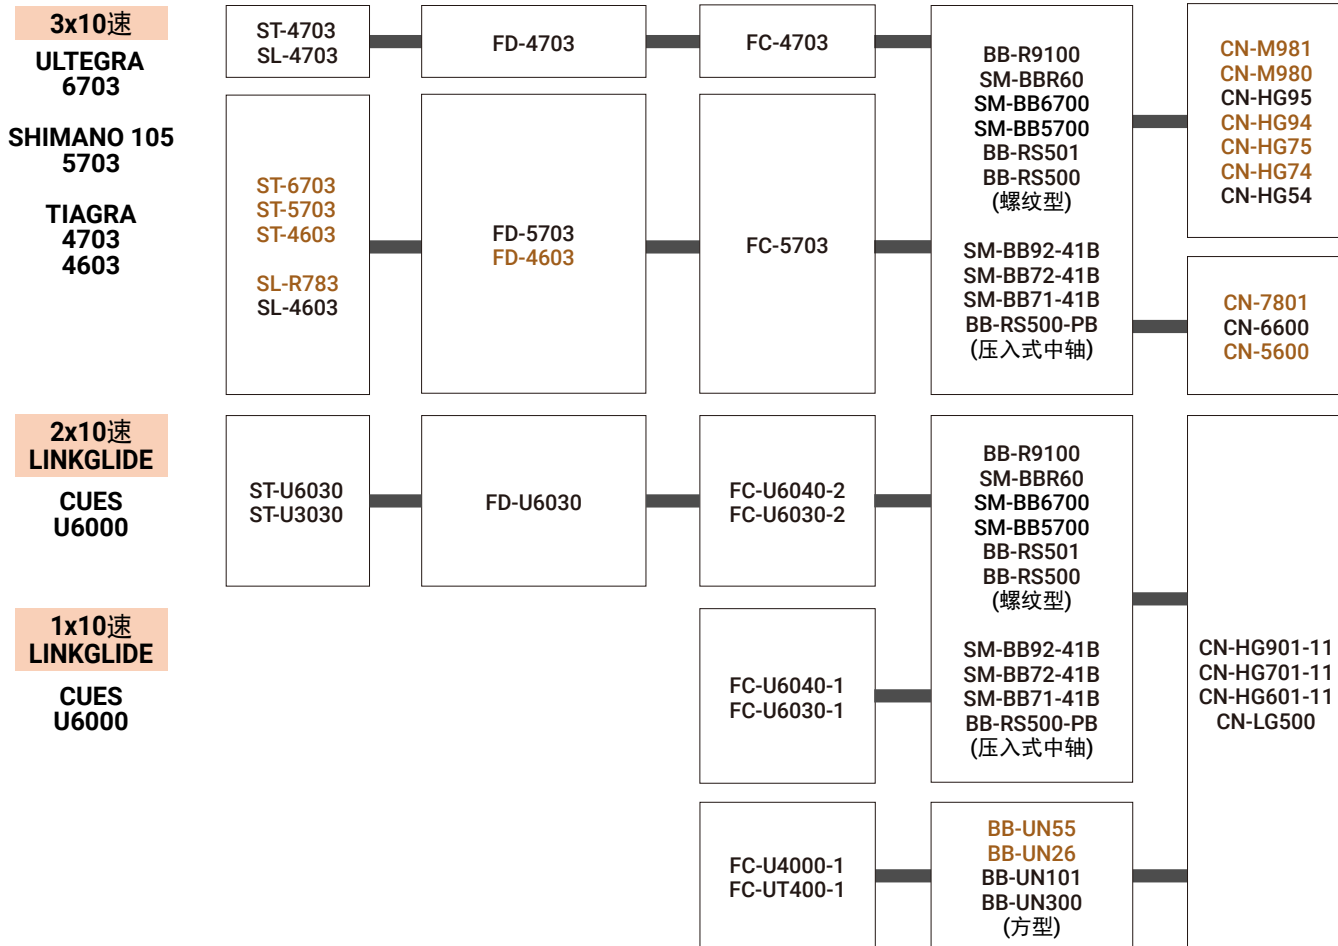 3x10速
ULTEGRA
6703
SHIMANO 105
5703
TIAGRA
4703
4603
ST-4703
SL-4703
FD-4703
FC-4703
ST-6703
ST-5703
ST-4603
SL-R783
SL-4603
FD-5703
FD-4603
FC-5703
BB-R9100
SM-BBR60
SM-BB6700
SM-BB5700
BB-RS501
BB-RS500
(螺纹型)
SM-BB92-41B
SM-BB72-41B
SM-BB71-41B
BB-RS500-PB
(压入式中轴)
CN-M981
CN-M980
CN-HG95
CN-HG94
CN-HG75
CN-HG74
CN-HG54
CN-7801
CN-6600
CN-5600
2x10速
LINKGLIDE
CUES
U6000
ST-U6030
ST-U3030
FD-U6030
FC-U6040-2
FC-U6030-2
BB-R9100
SM-BBR60
SM-BB6700
SM-BB5700
BB-RS501
BB-RS500
(螺纹型)
SM-BB92-41B
SM-BB72-41B
SM-BB71-41B
BB-RS500-PB
(压入式中轴)
CN-HG901-11
CN-HG701-11
CN-HG601-11
CN-LG500
1x10速
LINKGLIDE
CUES
U6000
FC-U6040-1
FC-U6030-1
FC-U4000-1
FC-UT400-1
BB-UN55
BB-UN26
BB-UN101
BB-UN300
(方型)